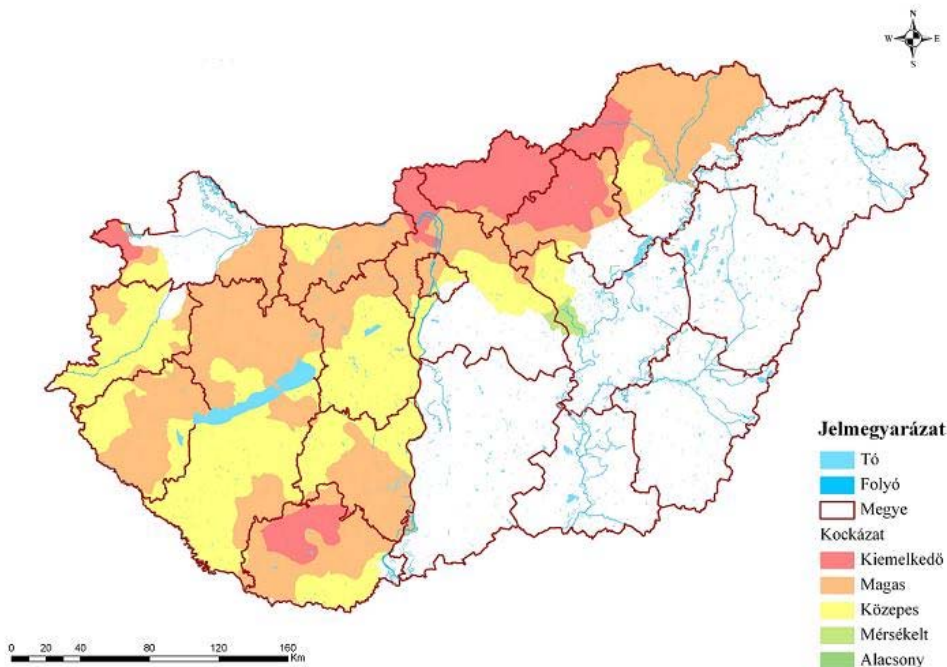 N
W E
S
Jelmegyarázat
Tó
Folyó
Megye
Kockázat
Kiemelkedő
Magas
Közepes
Mérsékelt
Alacsony
0 20 40 80 120 160
Km